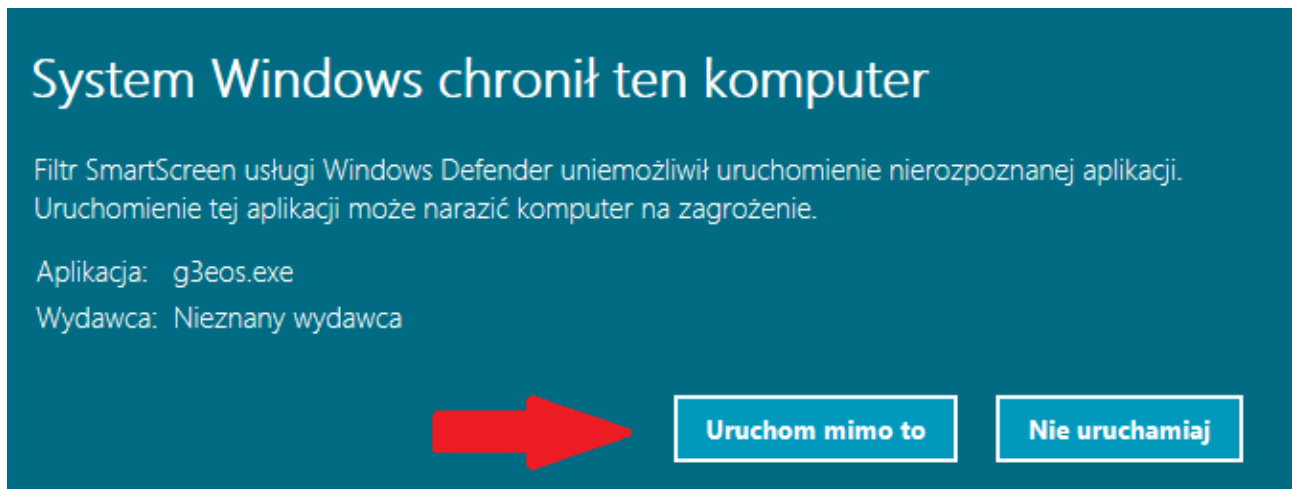 System Windows chronił ten komputer
Filtr SmartScreen usługi Windows Defender uniemożliwił uruchomienie nierozpoznanej aplikacji.
Uruchomienie tej aplikacji może narazić komputer na zagrożenie.
Aplikacja: g3eos.exe
Wydawca: Nieznany wydawca
Uruchom mimo to Nie uruchamiaj